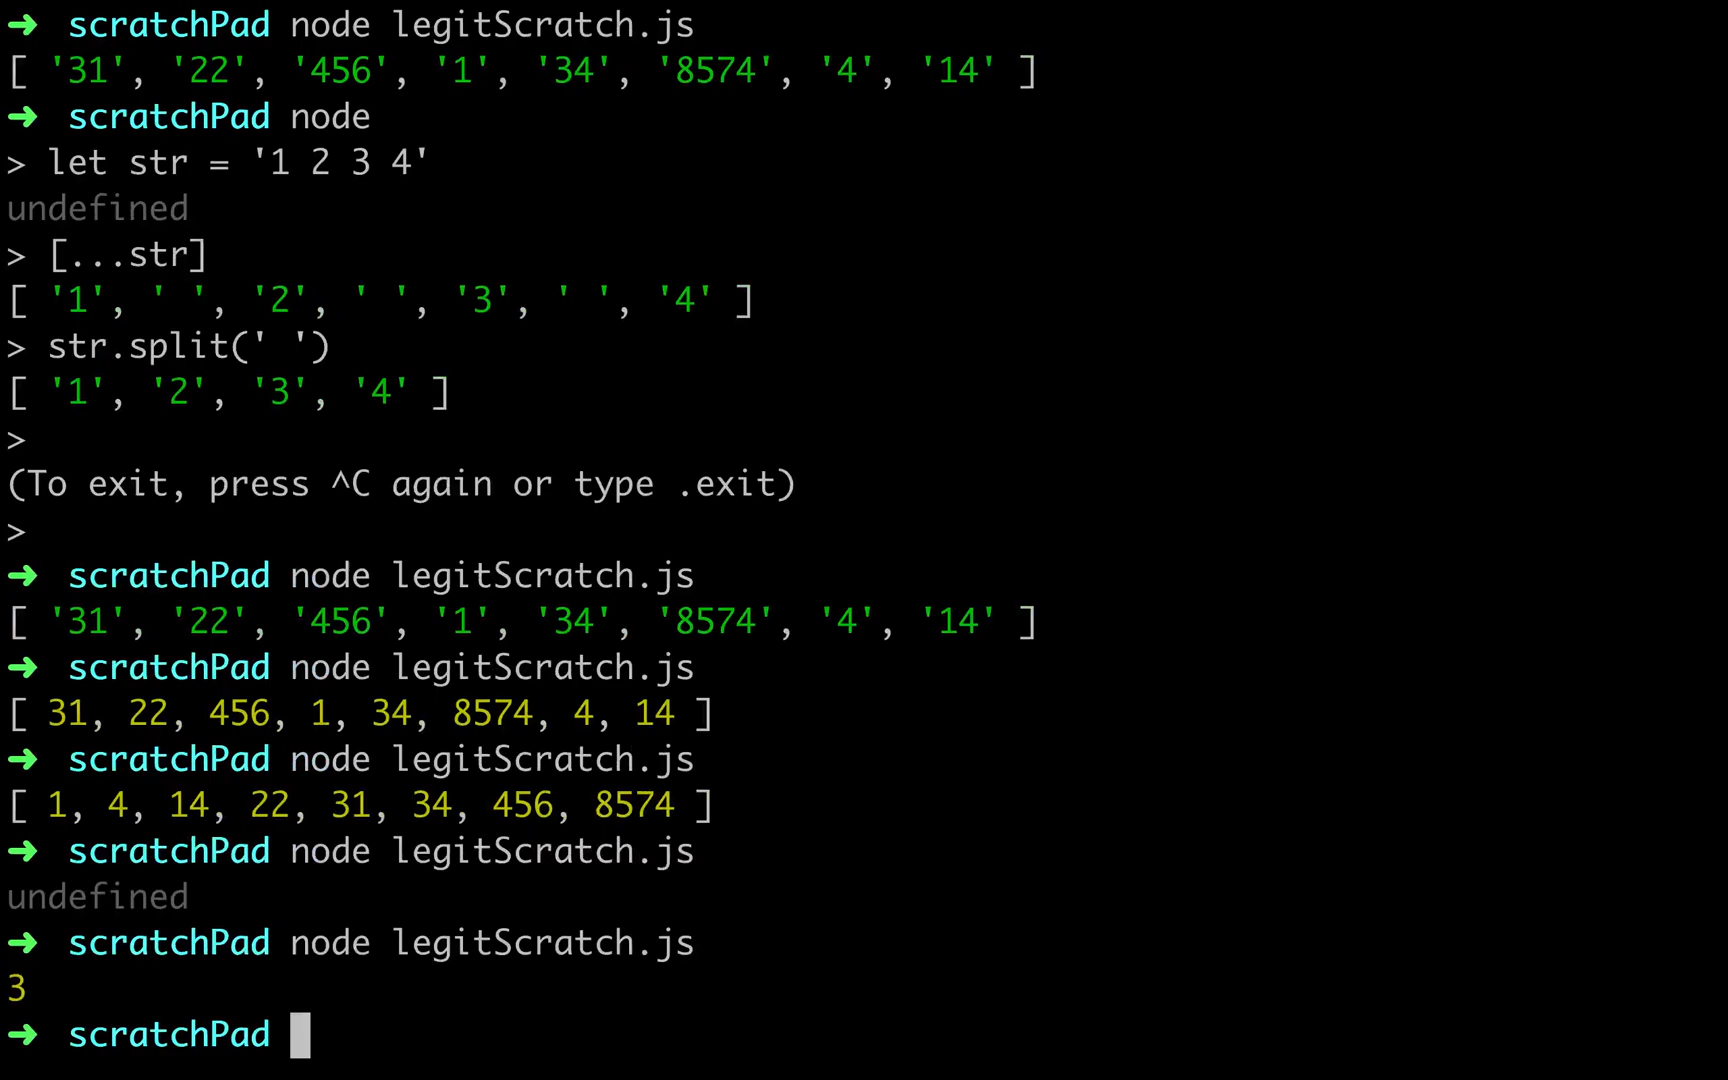 ➜ scratchPad node legitScratch.js
[ '31', '22', '456', '1', '34', '8574', '4', '14' ]
➜ scratchPad node
> let str = '1 2 3 4'
undefined
> [...str]
[ '1', ' ', '2', ' ', '3', ' ', '4' ]
> str.split(' ')
[ '1', '2', '3', '4' ]
>
(To exit, press ^C again or type .exit)
>
➜ scratchPad node legitScratch.js
[ '31', '22', '456', '1', '34', '8574', '4', '14' ]
➜ scratchPad node legitScratch.js
[ 31, 22, 456, 1, 34, 8574, 4, 14 ]
➜ scratchPad node legitScratch.js
[ 1, 4, 14, 22, 31, 34, 456, 8574 ]
➜ scratchPad node legitScratch.js
undefined
➜ scratchPad node legitScratch.js
3
➜ scratchPad